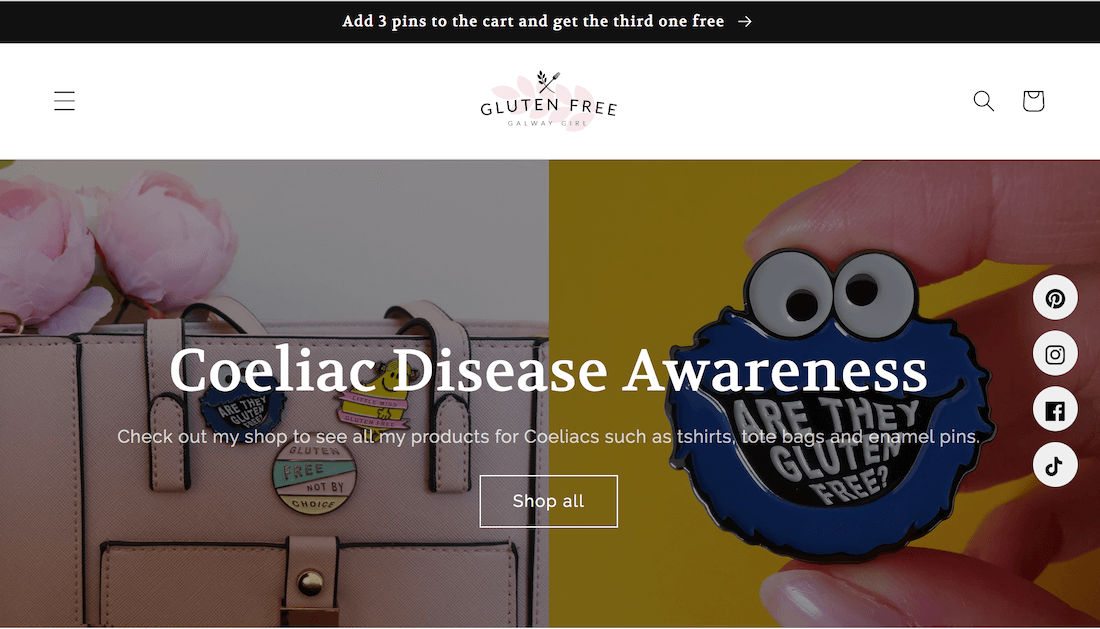 Add 3 pins to the cart and get the third one free →
GLUTEN FREE
GALWAY GIRL
Coeliac Disease Awareness
Check out my shop to see all my products for Coeliacs such as tshirts, tote bags and enamel pins.
Shop all
ARE THEY
GLUTEN
FREE?
LITTLE MISS
GLUTEN FREE
GLUTEN
FREE
NOT BY
CHOICE
ARE THEY
GLUTEN
FREE?